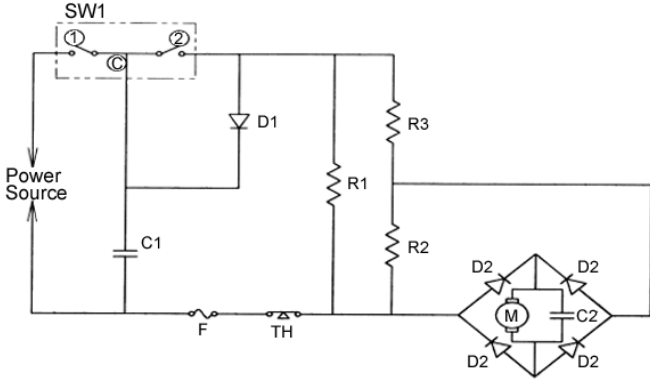 SW1
① ②
C
D1
R3
Power
Source
R1
C1
R2
D2 D2
M C2
F
TH
D2 D2